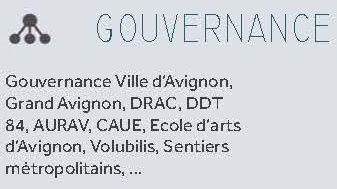 GOUVERNANCE
Gouvernance Ville d'Avignon,
Grand Avignon, DRAC, DDT
84, AURAV, CAUE, Ecole d'arts
d'Avignon, Volubilis, Sentiers
métropolitains, ...